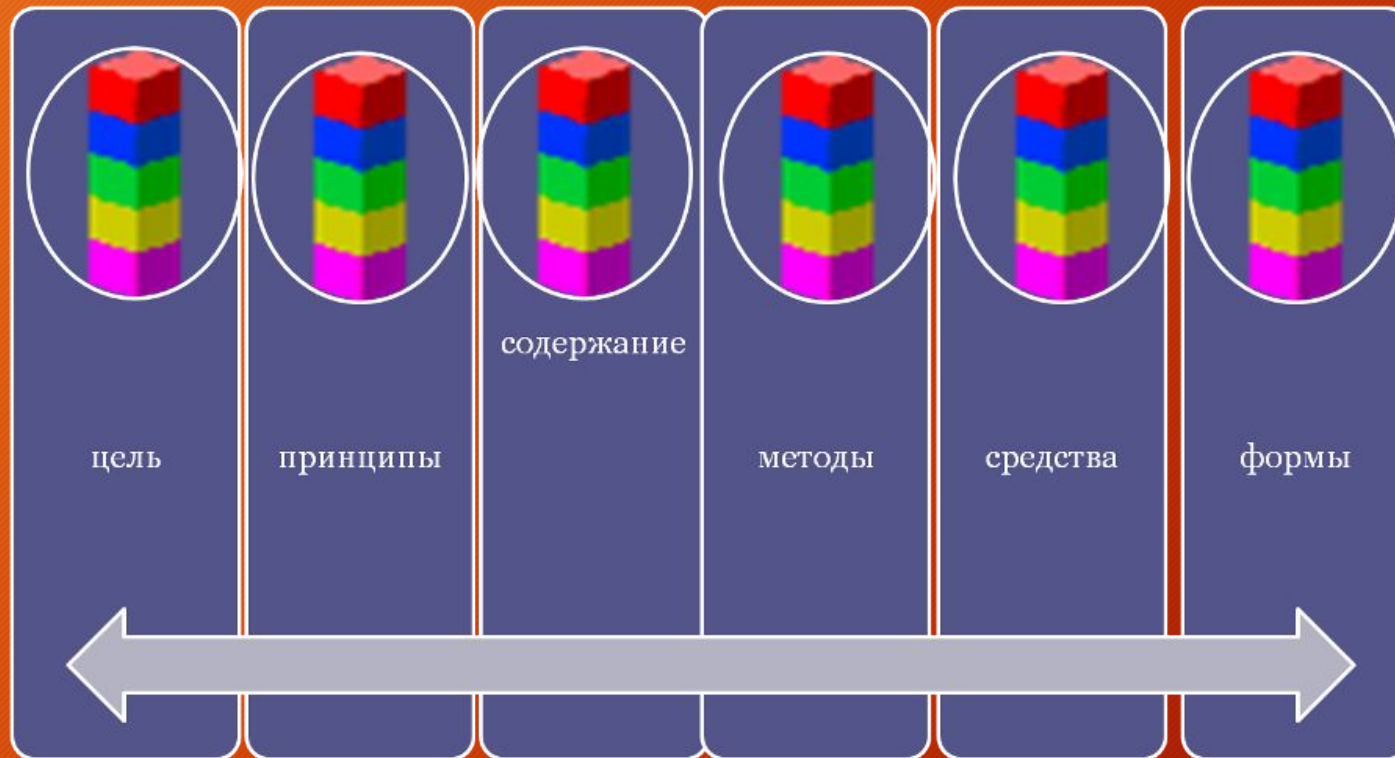 цель
принципы
содержание
методы
средства
формы